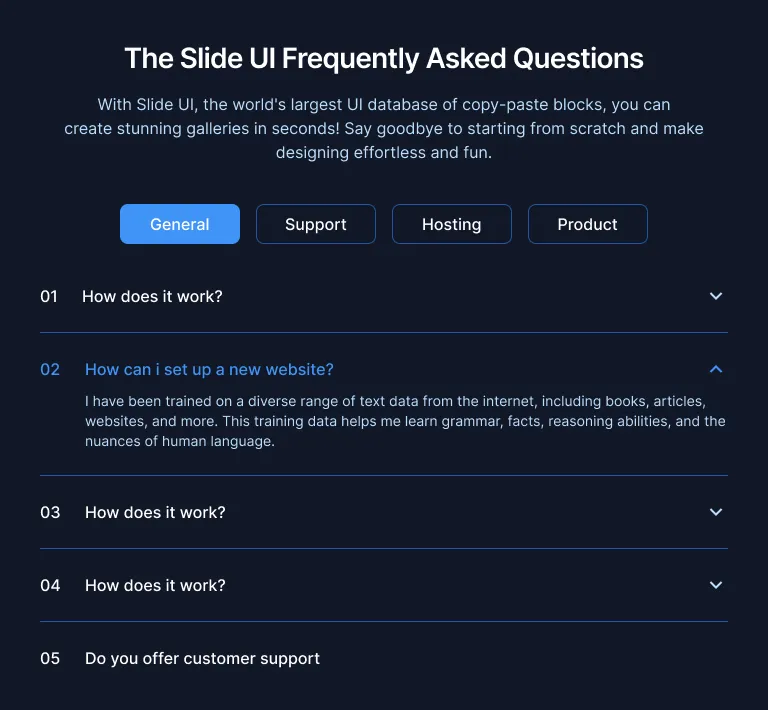 The Slide UI Frequently Asked Questions
With Slide UI, the world's largest UI database of copy-paste blocks, you can
create stunning galleries in seconds! Say goodbye to starting from scratch and make
designing effortless and fun.
General Support Hosting Product
01 How does it work?
02 How can i set up a new website?
I have been trained on a diverse range of text data from the internet, including books, articles,
websites, and more. This training data helps me learn grammar, facts, reasoning abilities, and the
nuances of human language.
03 How does it work?
04 How does it work?
05 Do you offer customer support